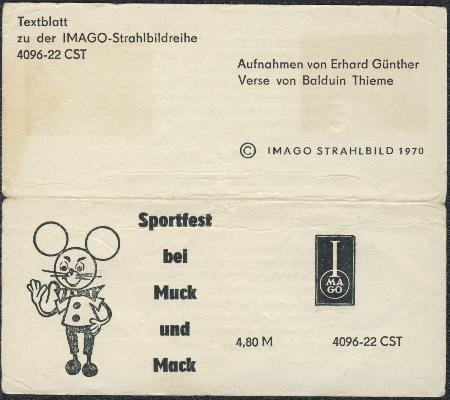 Textblatt
zu der IMAGO-Strahlbildreihe
4096-22 CST
Aufnahmen von Erhard Günther
Verse von Balduin Thieme
© IMAGO STRAHLBILD 1970
Sportfest
bei
Muck
und
Mack
I
MA
GO
4,80 M
4096-22 CST